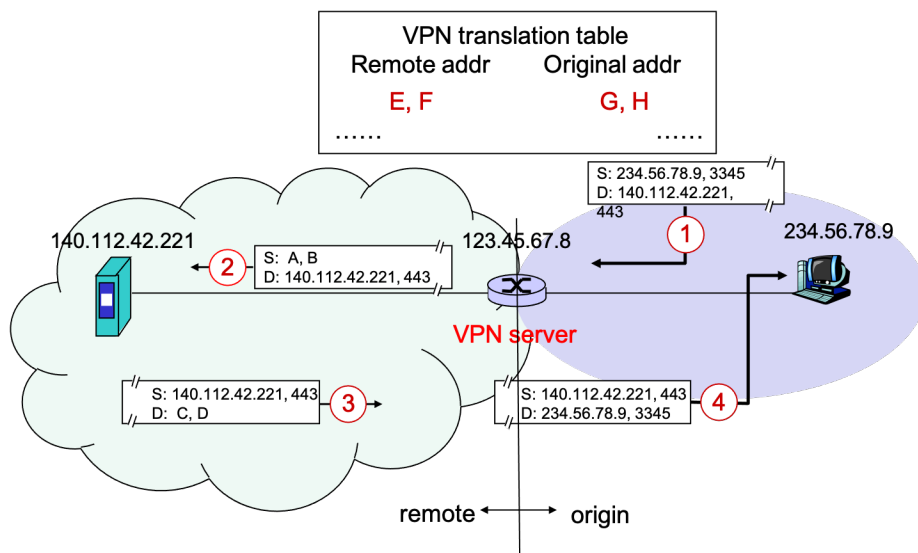 VPN translation table
Remote addr Original addr
E, F G, H
...... ......
S: 234.56.78.9, 3345
D: 140.112.42.221,
443
1
140.112.42.221
123.45.67.8
234.56.78.9
2
S: A, B
D: 140.112.42.221, 443
VPN server
S: 140.112.42.221, 443
D: C, D
3
S: 140.112.42.221, 443
D: 234.56.78.9, 3345
4
remote origin